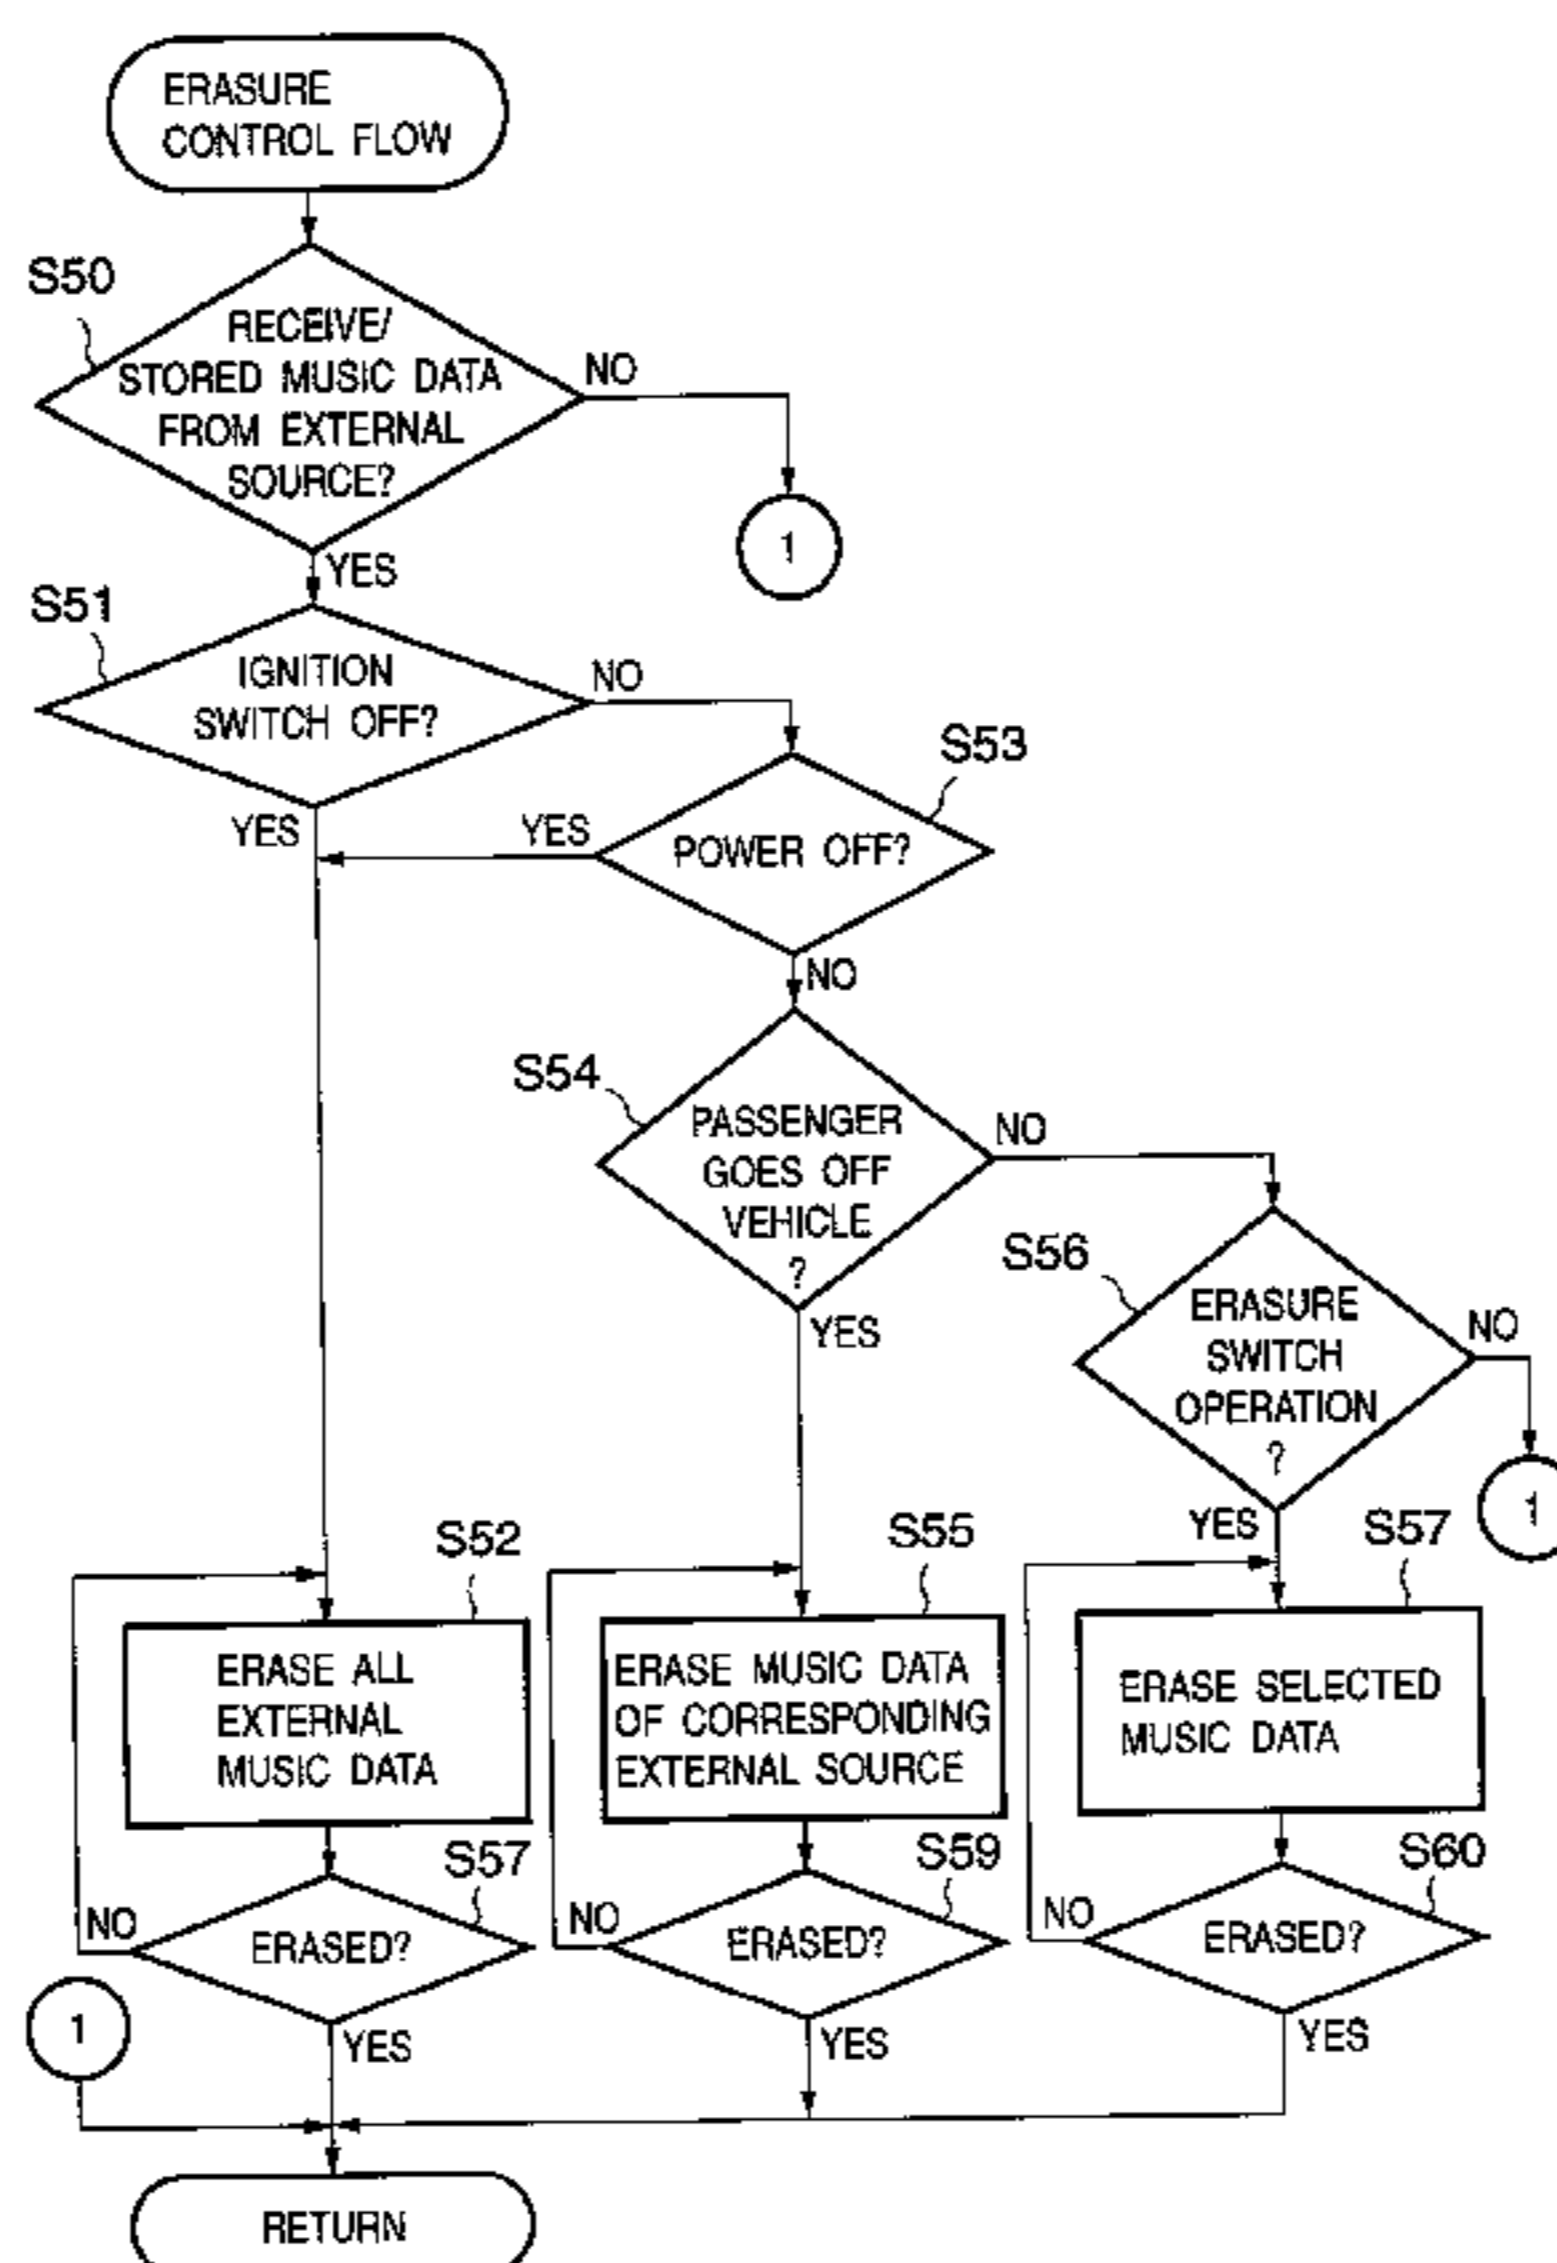 ERASURE
CONTROL FLOW
S50
RECEIVE/
STORED MUSIC DATA
FROM EXTERNAL
SOURCE?
NO
1
YES
S51
IGNITION
SWITCH OFF?
NO
YES
S53
POWER OFF?
YES
NO
S54
PASSENGER
GOES OFF
VEHICLE
?
NO
YES
S56
ERASURE
SWITCH
OPERATION
?
NO
1
YES
S52
ERASE ALL
EXTERNAL
MUSIC DATA
S55
ERASE MUSIC DATA
OF CORRESPONDING
EXTERNAL SOURCE
S57
ERASE SELECTED
MUSIC DATA
S57
ERASED?
NO
YES
S59
ERASED?
NO
YES
S60
ERASED?
NO
YES
1
RETURN